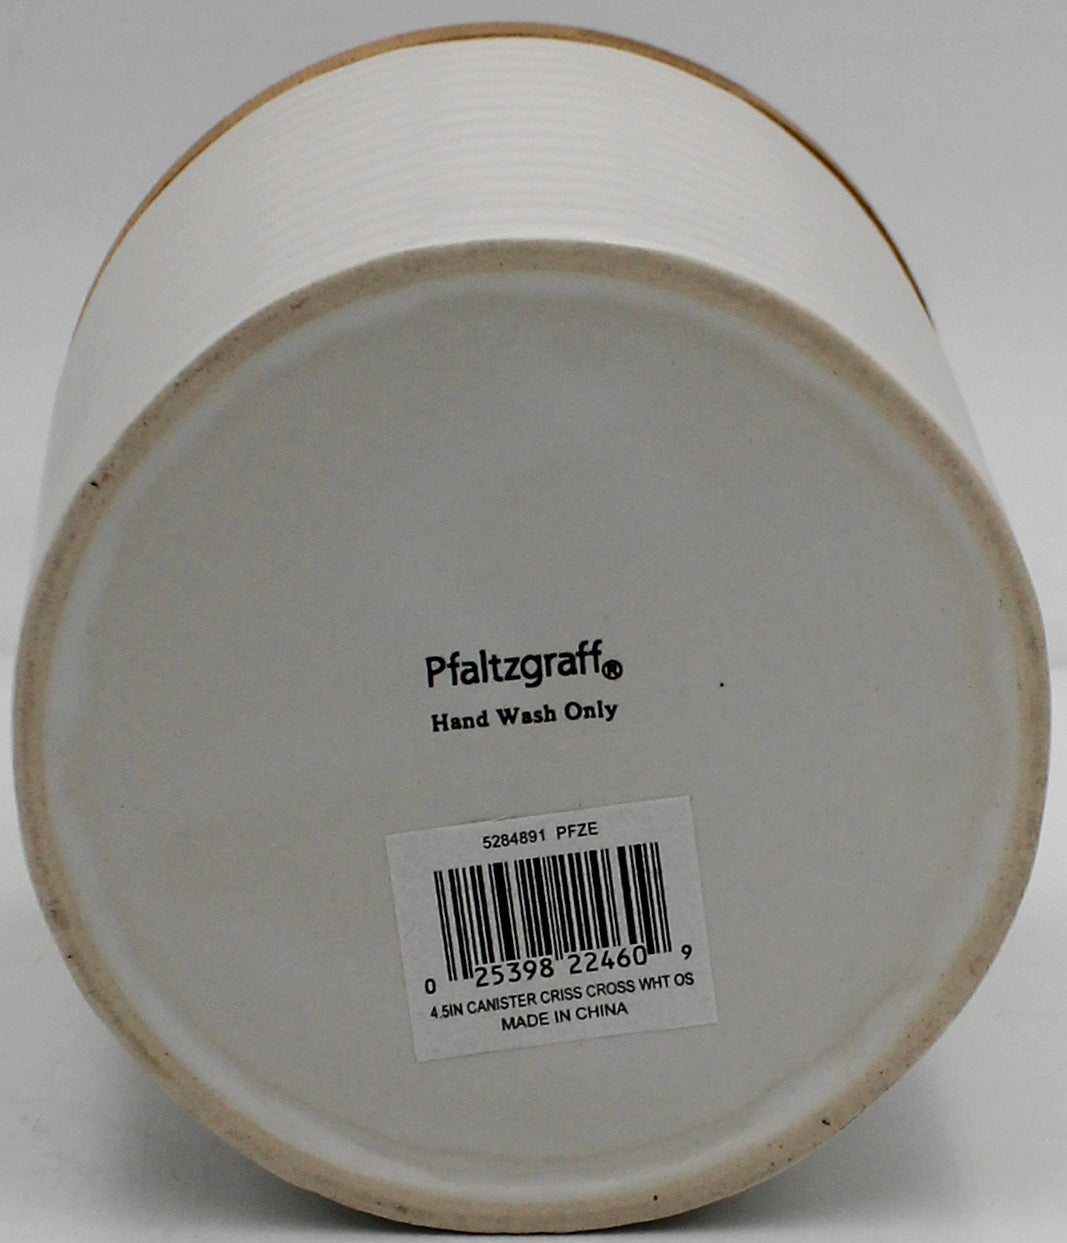 Pfaltzgraff®
Hand Wash Only
5284891 PFZE
0 25398 22460 9
4.5IN CANISTER CRISS CROSS WHT OS
MADE IN CHINA